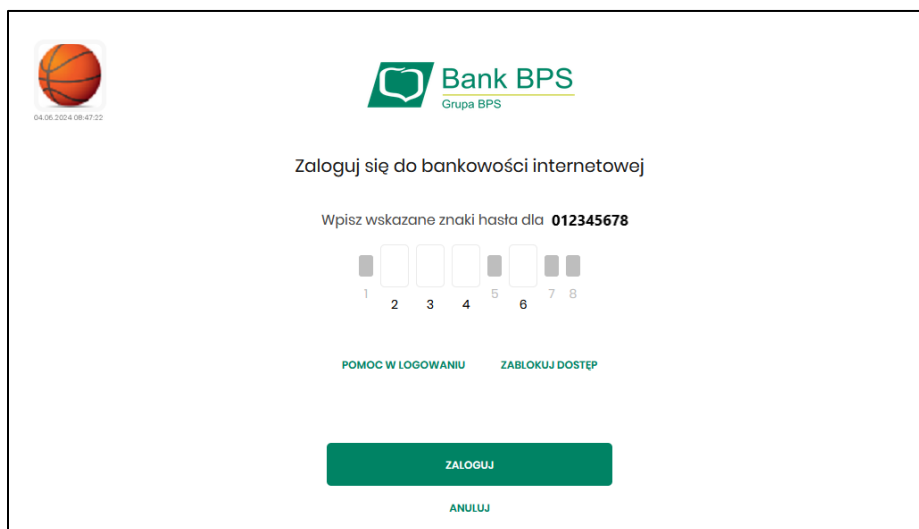 Bank BPS
Grupa BPS
04.06.2024 08:47:22
Zaloguj się do bankowości internetowej
Wpisz wskazane znaki hasła dla 012345678
1 2 3 4 5 6 7 8
POMOC W LOGOWANIU ZABLOKUJ DOSTĘP
ZALOGUJ
ANULUJ